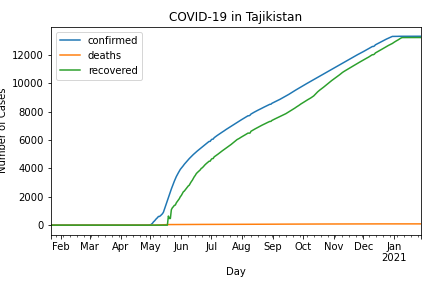 COVID-19 in Tajikistan
confirmed
deaths
recovered
12000
10000
8000
6000
4000
2000
0
Number of Cases
Feb Mar Apr May Jun Jul Aug Sep Oct Nov Dec Jan
2021
Day